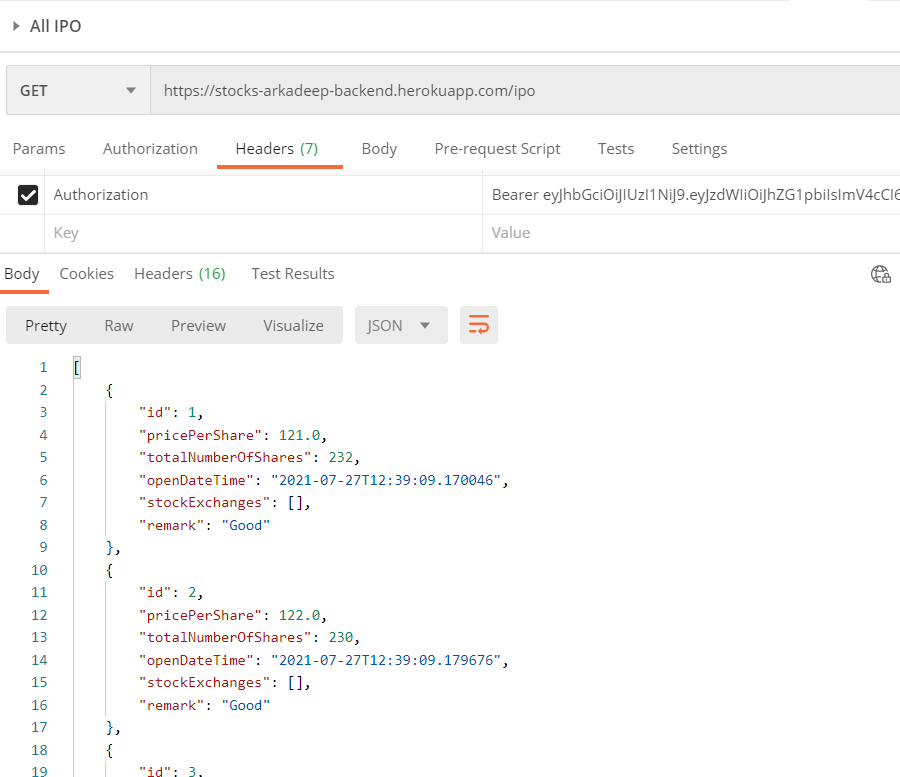 All IPO
GET https://stocks-arkadeep-backend.herokuapp.com/ipo
Params Authorization Headers (7) Body Pre-request Script Tests Settings
Authorization Bearer eyJhbGciOiJIUzI1NiJ9.eyJzdWIiOiJhZG1pbiIsImV4cCI6
Key Value
Body Cookies Headers (16) Test Results
Pretty Raw Preview Visualize JSON
1 [
2 {
3 "id": 1,
4 "pricePerShare": 121.0,
5 "totalNumberOfShares": 232,
6 "openDateTime": "2021-07-27T12:39:09.170046",
7 "stockExchanges": [],
8 "remark": "Good"
9 },
10 {
11 "id": 2,
12 "pricePerShare": 122.0,
13 "totalNumberOfShares": 230,
14 "openDateTime": "2021-07-27T12:39:09.179676",
15 "stockExchanges": [],
16 "remark": "Good"
17 },
18 {
19 "id": 3,